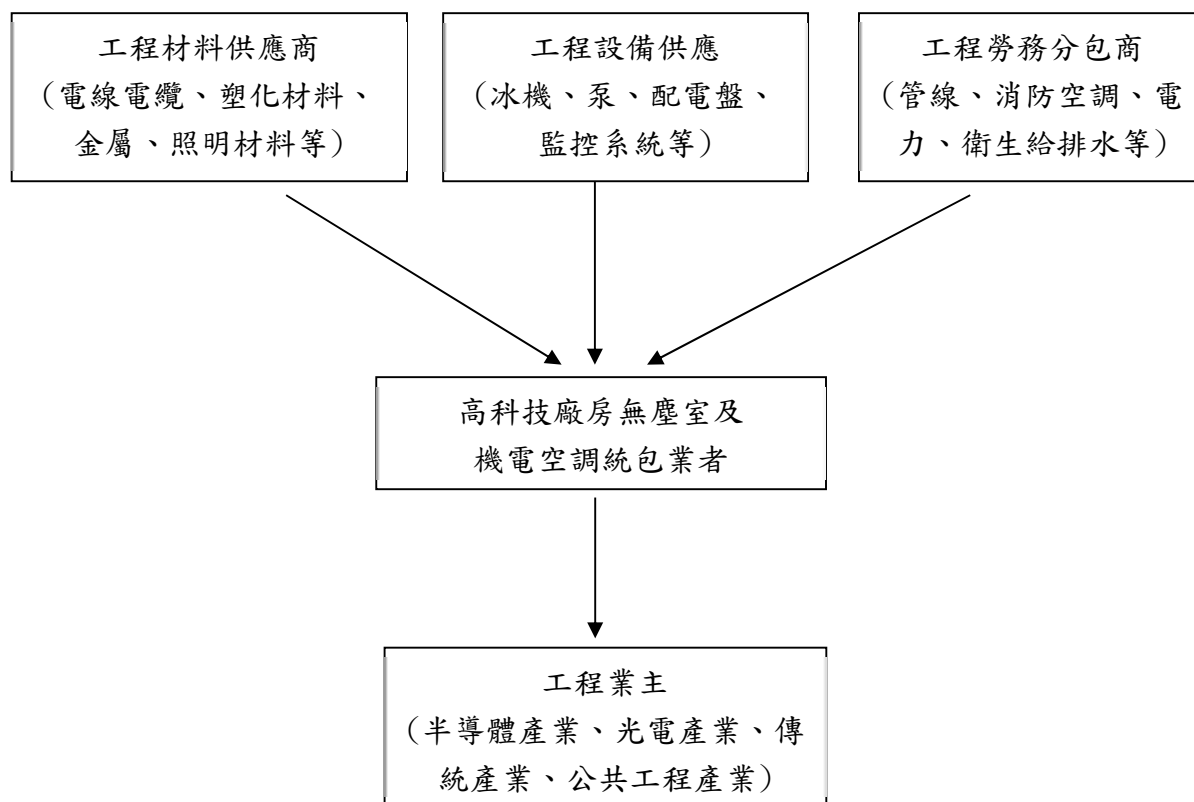 工程材料供應商
（電線電纜、塑化材料、
金屬、照明材料等）
工程設備供應
（冰機、泵、配電盤、
監控系統等）
工程勞務分包商
（管線、消防空調、電
力、衛生給排水等）
高科技廠房無塵室及
機電空調統包業者
工程業主
（半導體產業、光電產業、傳
統產業、公共工程產業）